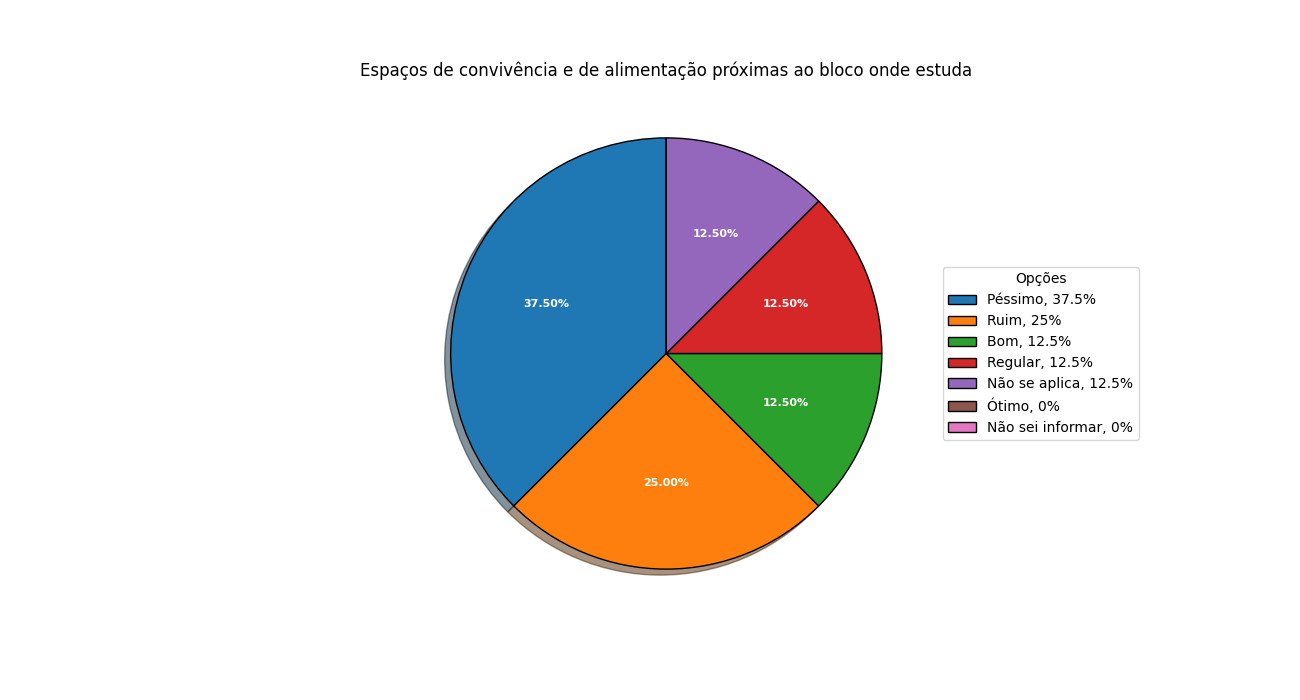 Espaços de convivência e de alimentação próximas ao bloco onde estuda
12.50%
37.50%
12.50%
12.50%
25.00%
Opções
Péssimo, 37.5%
Ruim, 25%
Bom, 12.5%
Regular, 12.5%
Não se aplica, 12.5%
Ótimo, 0%
Não sei informar, 0%